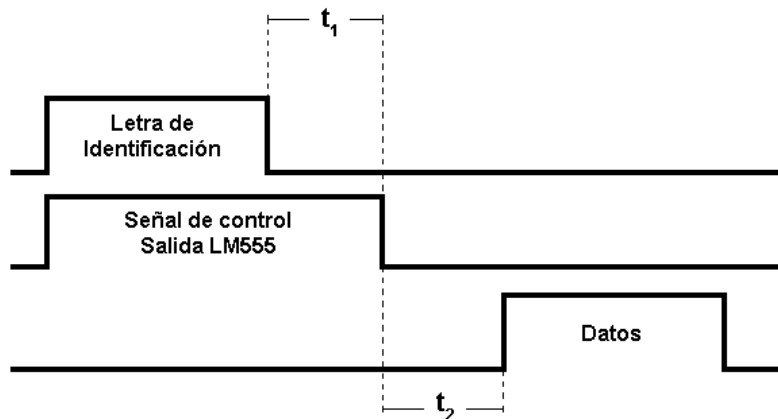 t1
Letra de
Identificación
Señal de control
Salida LM555
Datos
t2